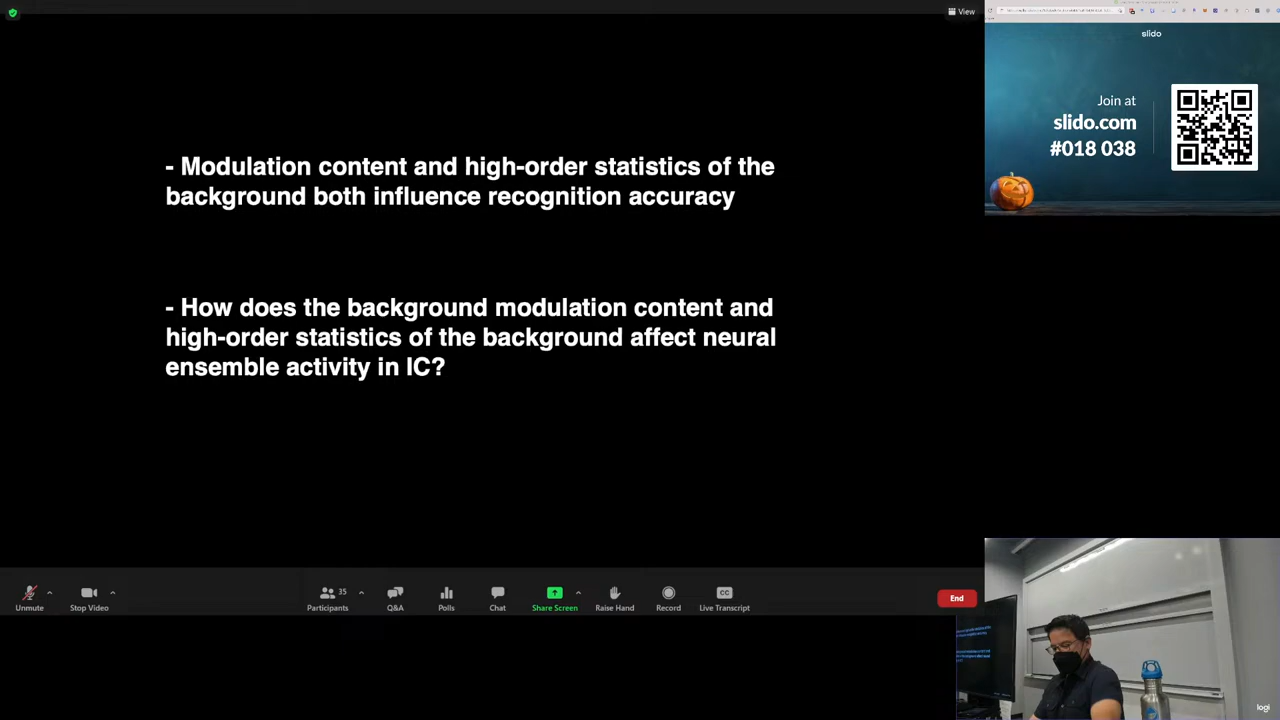 View
slido
Join at
slido.com
#018 038
- Modulation content and high-order statistics of the
background both influence recognition accuracy
- How does the background modulation content and
high-order statistics of the background affect neural
ensemble activity in IC?
Unmute
Stop Video
35
Participants
Q&A
Polls
Chat
Share Screen
Raise Hand
Record
CC
Live Transcript
End
logi